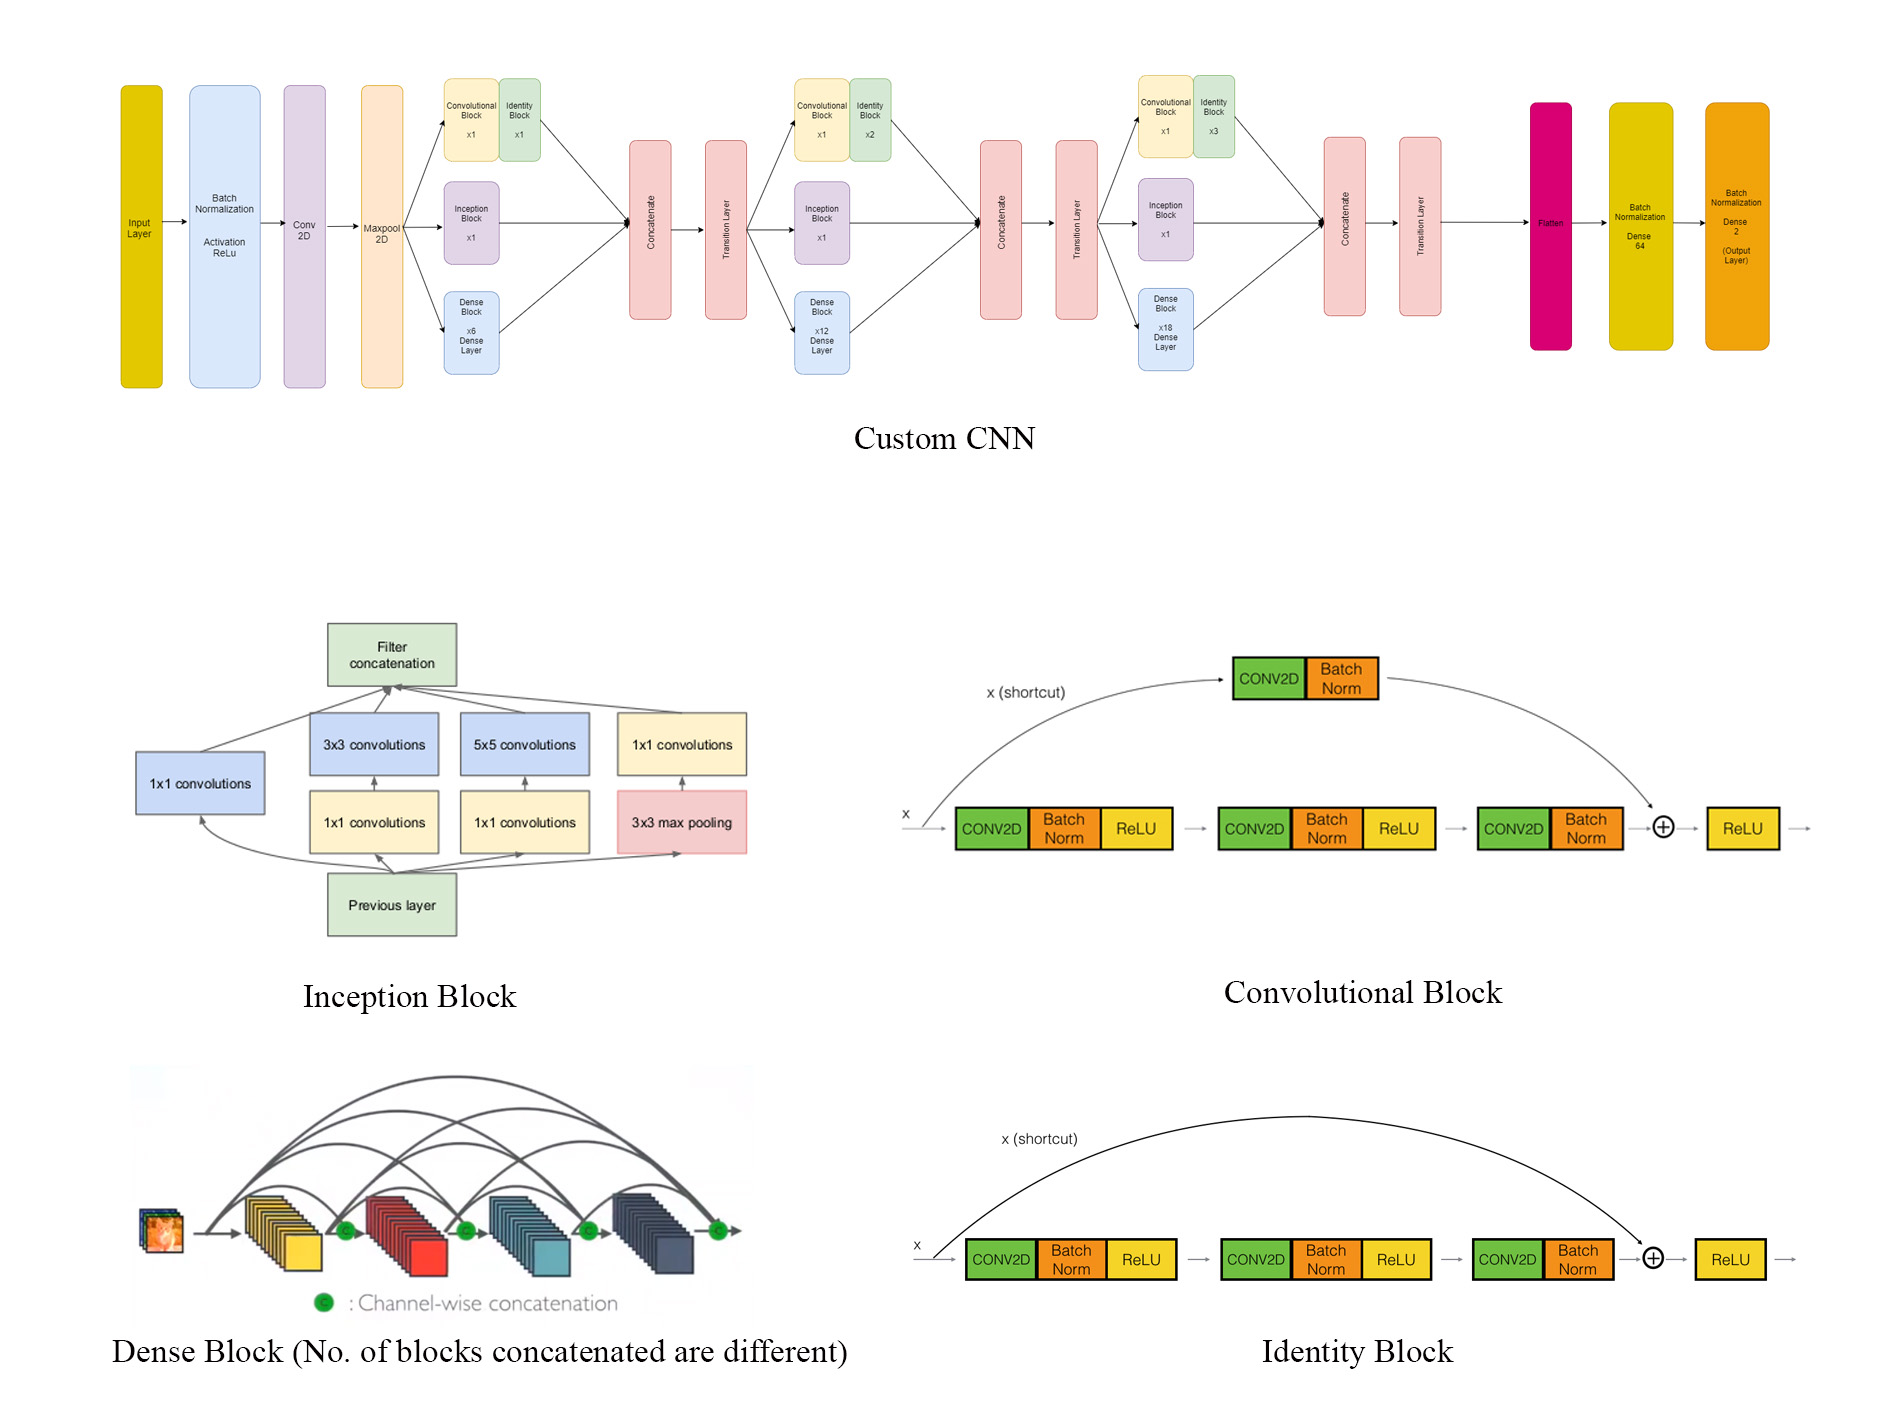 Input
Layer
Batch
Normalization
Activation
ReLu
Conv
2D
Maxpool
2D
Convolutional
Block
x1
Identity
Block
x1
Inception
Block
x1
Dense
Block
x6
Dense
Layer
Concatenate
Transition Layer
Convolutional
Block
x1
Identity
Block
x2
Inception
Block
x1
Dense
Block
x12
Dense
Layer
Concatenate
Transition Layer
Convolutional
Block
x1
Identity
Block
x3
Inception
Block
x1
Dense
Block
x18
Dense
Layer
Concatenate
Transition Layer
Flatten
Batch
Normalization
Dense
64
Batch
Normalization
Dense
2
(Output
Layer)
Custom CNN
Filter
concatenation
1x1 convolutions
3x3 convolutions
5x5 convolutions
1x1 convolutions
1x1 convolutions
1x1 convolutions
3x3 max pooling
Previous layer
Inception Block
x (shortcut)
CONV2D
Batch
Norm
x
CONV2D
Batch
Norm
ReLU
CONV2D
Batch
Norm
ReLU
CONV2D
Batch
Norm
ReLU
Convolutional Block
C
C
C
C
C : Channel-wise concatenation
Dense Block (No. of blocks concatenated are different)
x (shortcut)
x
CONV2D
Batch
Norm
ReLU
CONV2D
Batch
Norm
ReLU
CONV2D
Batch
Norm
ReLU
Identity Block